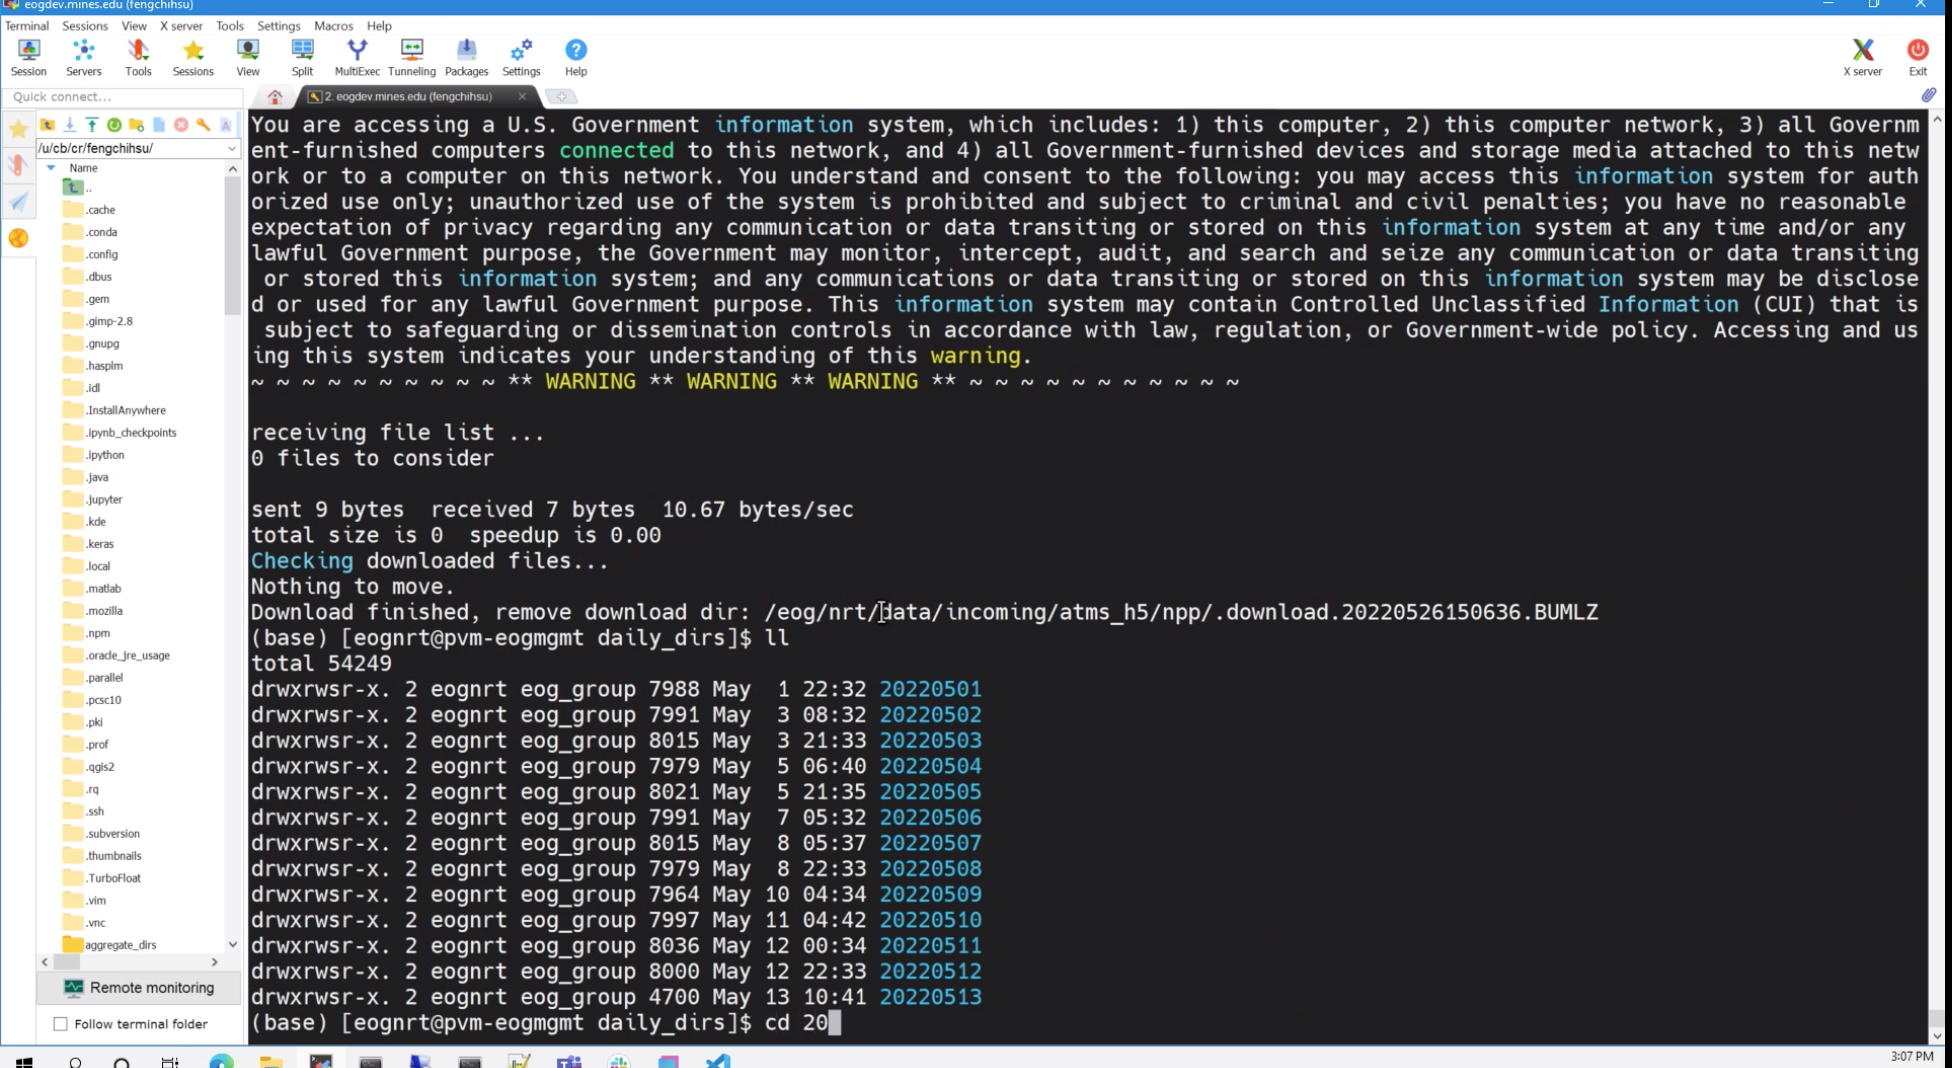 eogdev.mines.edu (fengchihsu)
Terminal Sessions View X server Tools Settings Macros Help
Session Servers Tools Sessions View Split MultiExec Tunneling Packages Settings Help X server Exit
Quick connect...
2. eogdev.mines.edu (fengchihsu)
/u/cb/cr/fengchihsu/
Name
..
.cache
.conda
.config
.dbus
.gem
.gimp-2.8
.gnupg
.hasplm
.idl
.InstallAnywhere
.ipynb_checkpoints
.ipython
.java
.jupyter
.kde
.keras
.local
.matlab
.mozilla
.npm
.oracle_jre_usage
.parallel
.pcsc10
.pki
.prof
.qgis2
.rq
.ssh
.subversion
.thumbnails
.TurboFloat
.vim
.vnc
aggregate_dirs
Remote monitoring
Follow terminal folder
You are accessing a U.S. Government information system, which includes: 1) this computer, 2) this computer network, 3) all Governm
ent-furnished computers connected to this network, and 4) all Government-furnished devices and storage media attached to this netw
ork or to a computer on this network. You understand and consent to the following: you may access this information system for auth
orized use only; unauthorized use of the system is prohibited and subject to criminal and civil penalties; you have no reasonable
expectation of privacy regarding any communication or data transiting or stored on this information system at any time and/or any
lawful Government purpose, the Government may monitor, intercept, audit, and search and seize any communication or data transiting
or stored this information system; and any communications or data transiting or stored on this information system may be disclose
d or used for any lawful Government purpose. This information system may contain Controlled Unclassified Information (CUI) that is
subject to safeguarding or dissemination controls in accordance with law, regulation, or Government-wide policy. Accessing and us
ing this system indicates your understanding of this warning.
~ ~ ~ ~ ~ ~ ~ ~ ~ ~ ** WARNING ** WARNING ** WARNING ** ~ ~ ~ ~ ~ ~ ~ ~ ~ ~ ~
receiving file list ...
0 files to consider
sent 9 bytes received 7 bytes 10.67 bytes/sec
total size is 0 speedup is 0.00
Checking downloaded files...
Nothing to move.
Download finished, remove download dir: /eog/nrt/data/incoming/atms_h5/npp/.download.20220526150636.BUMLZ
(base) [eognrt@pvm-eogmgmt daily_dirs]$ ll
total 54249
drwxrwsr-x. 2 eognrt eog_group 7988 May 1 22:32 20220501
drwxrwsr-x. 2 eognrt eog_group 7991 May 3 08:32 20220502
drwxrwsr-x. 2 eognrt eog_group 8015 May 3 21:33 20220503
drwxrwsr-x. 2 eognrt eog_group 7979 May 5 06:40 20220504
drwxrwsr-x. 2 eognrt eog_group 8021 May 5 21:35 20220505
drwxrwsr-x. 2 eognrt eog_group 7991 May 7 05:32 20220506
drwxrwsr-x. 2 eognrt eog_group 8015 May 8 05:37 20220507
drwxrwsr-x. 2 eognrt eog_group 7979 May 8 22:33 20220508
drwxrwsr-x. 2 eognrt eog_group 7964 May 10 04:34 20220509
drwxrwsr-x. 2 eognrt eog_group 7997 May 11 04:42 20220510
drwxrwsr-x. 2 eognrt eog_group 8036 May 12 00:34 20220511
drwxrwsr-x. 2 eognrt eog_group 8000 May 12 22:33 20220512
drwxrwsr-x. 2 eognrt eog_group 4700 May 13 10:41 20220513
(base) [eognrt@pvm-eogmgmt daily_dirs]$ cd 20
3:07 PM